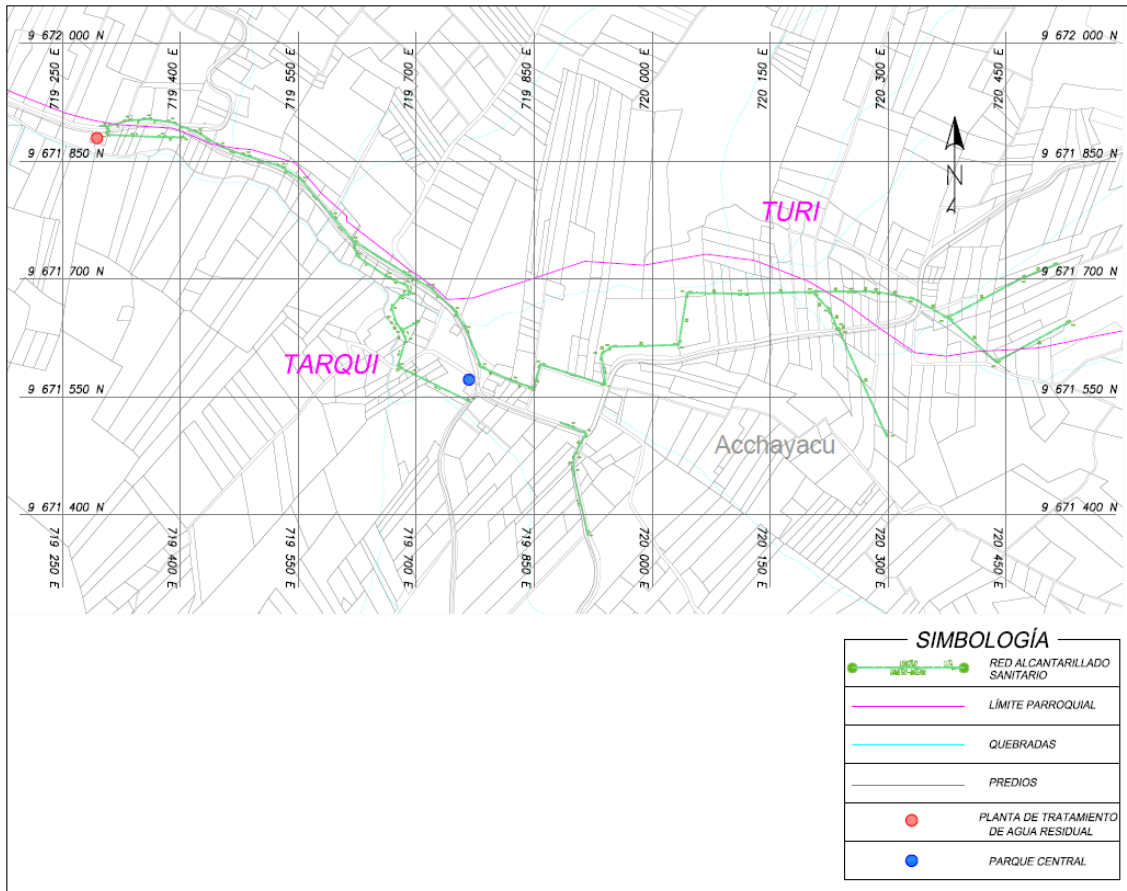 9 672 000 N
9 672 000 N
719 250 E
719 400 E
719 550 E
719 700 E
719 850 E
720 000 E
720 150 E
720 300 E
720 450 E
9 671 850 N
9 671 850 N
N
TURI
9 671 700 N
9 671 700 N
TARQUI
9 671 550 N
9 671 550 N
Acchayacu
9 671 400 N
9 671 400 N
719 250 E
719 400 E
719 550 E
719 700 E
719 850 E
720 000 E
720 150 E
720 300 E
720 450 E
SIMBOLOGÍA
RED ALCANTARILLADO
SANITARIO
LÍMITE PARROQUIAL
QUEBRADAS
PREDIOS
PLANTA DE TRATAMIENTO
DE AGUA RESIDUAL
PARQUE CENTRAL